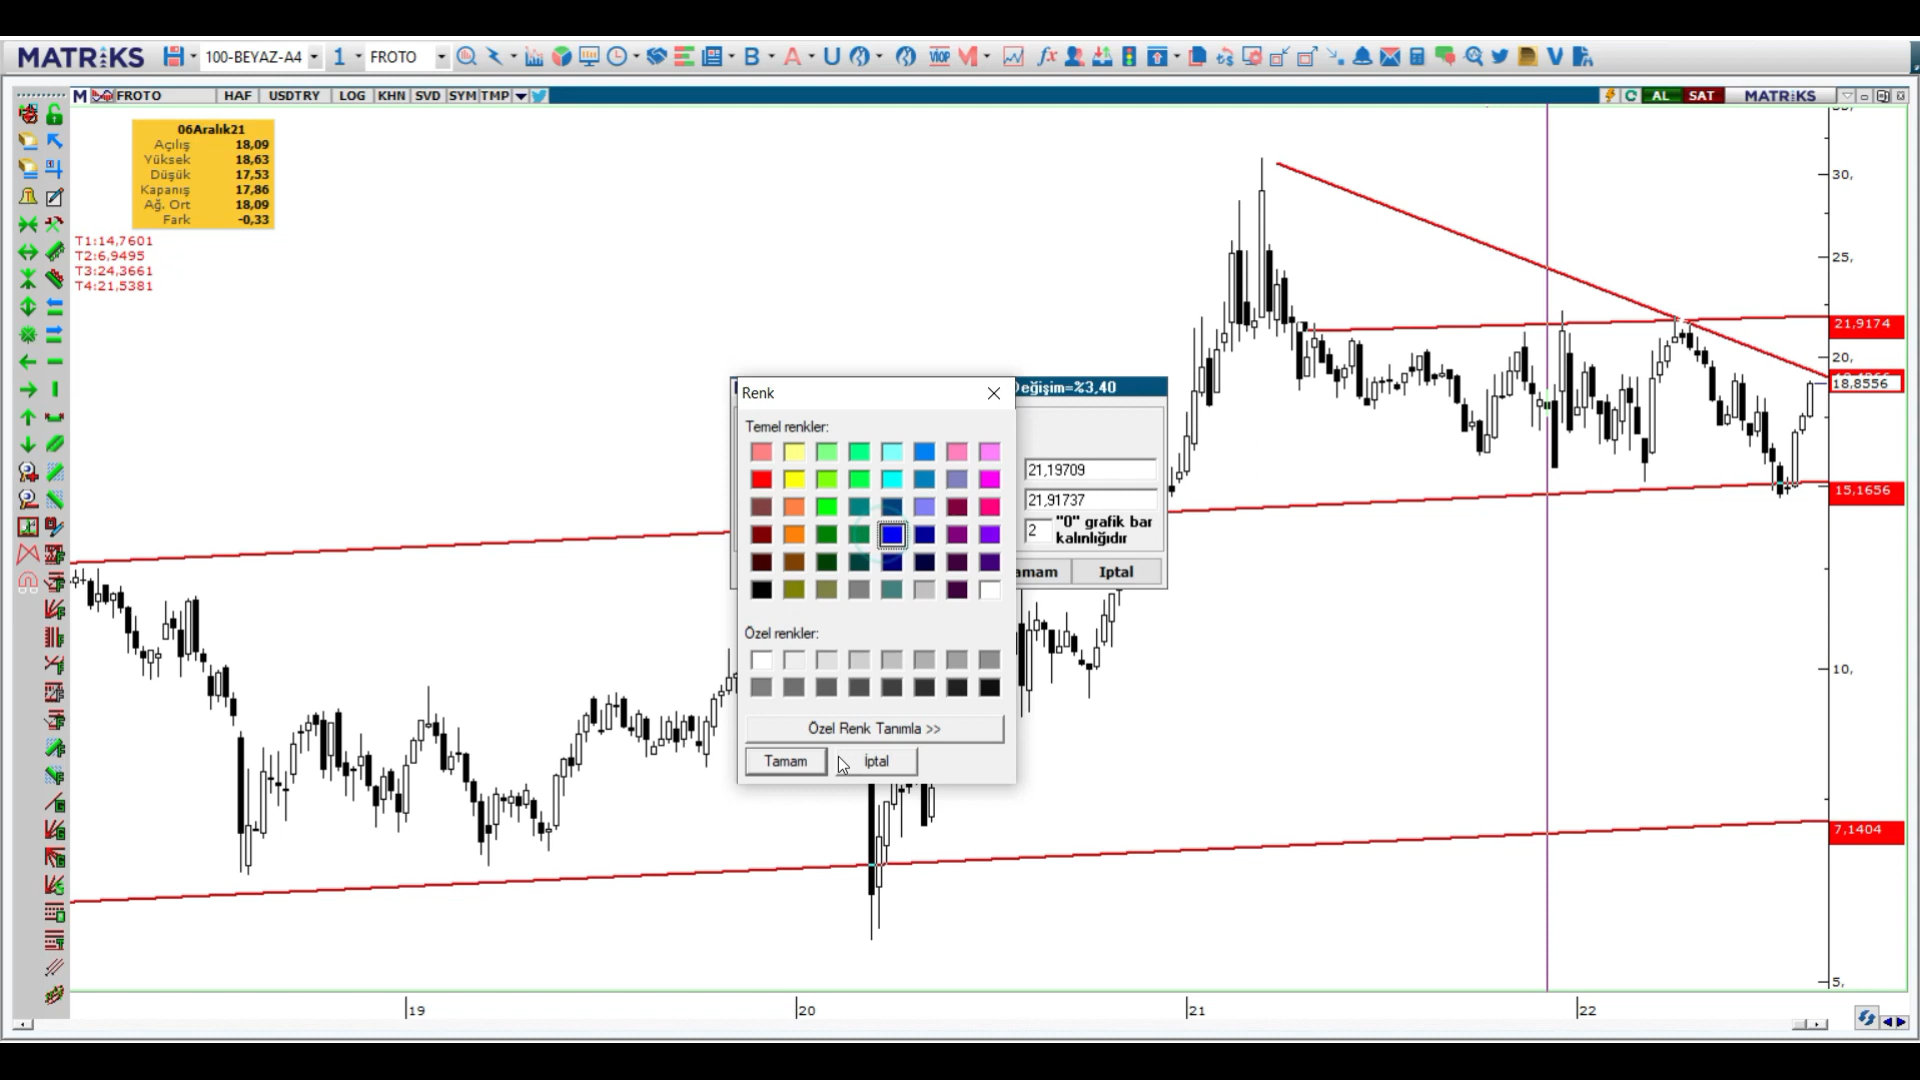 MATRİKS
100-BEYAZ-A4
1
FROTO
B
A
U
VIOP
fx
V
M
FROTO
HAF
USDTRY
LOG
KHN
SVD
SYM
TMP
AL
SAT
MATRİKS
06Aralık21
Açılış 18,09
Yüksek 18,63
Düşük 17,53
Kapanış 17,86
Ağ. Ort 18,09
Fark -0,33
T1:14,7601
T2:6,9495
T3:24,3661
T4:21,5381
30,
25,
21,9174
20,
18,8556
15,1656
10,
7,1404
5,
Değişim=%3,40
21,19709
21,91737
2
"0" grafik bar
kalınlığıdır
amam
Iptal
Renk
Temel renkler:
Özel renkler:
Özel Renk Tanımla >>
Tamam
İptal
19
20
21
22